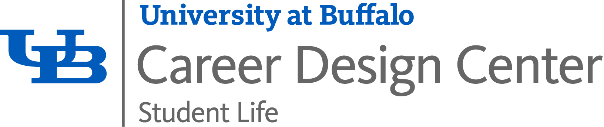 UB
University at Buffalo
Career Design Center
Student Life